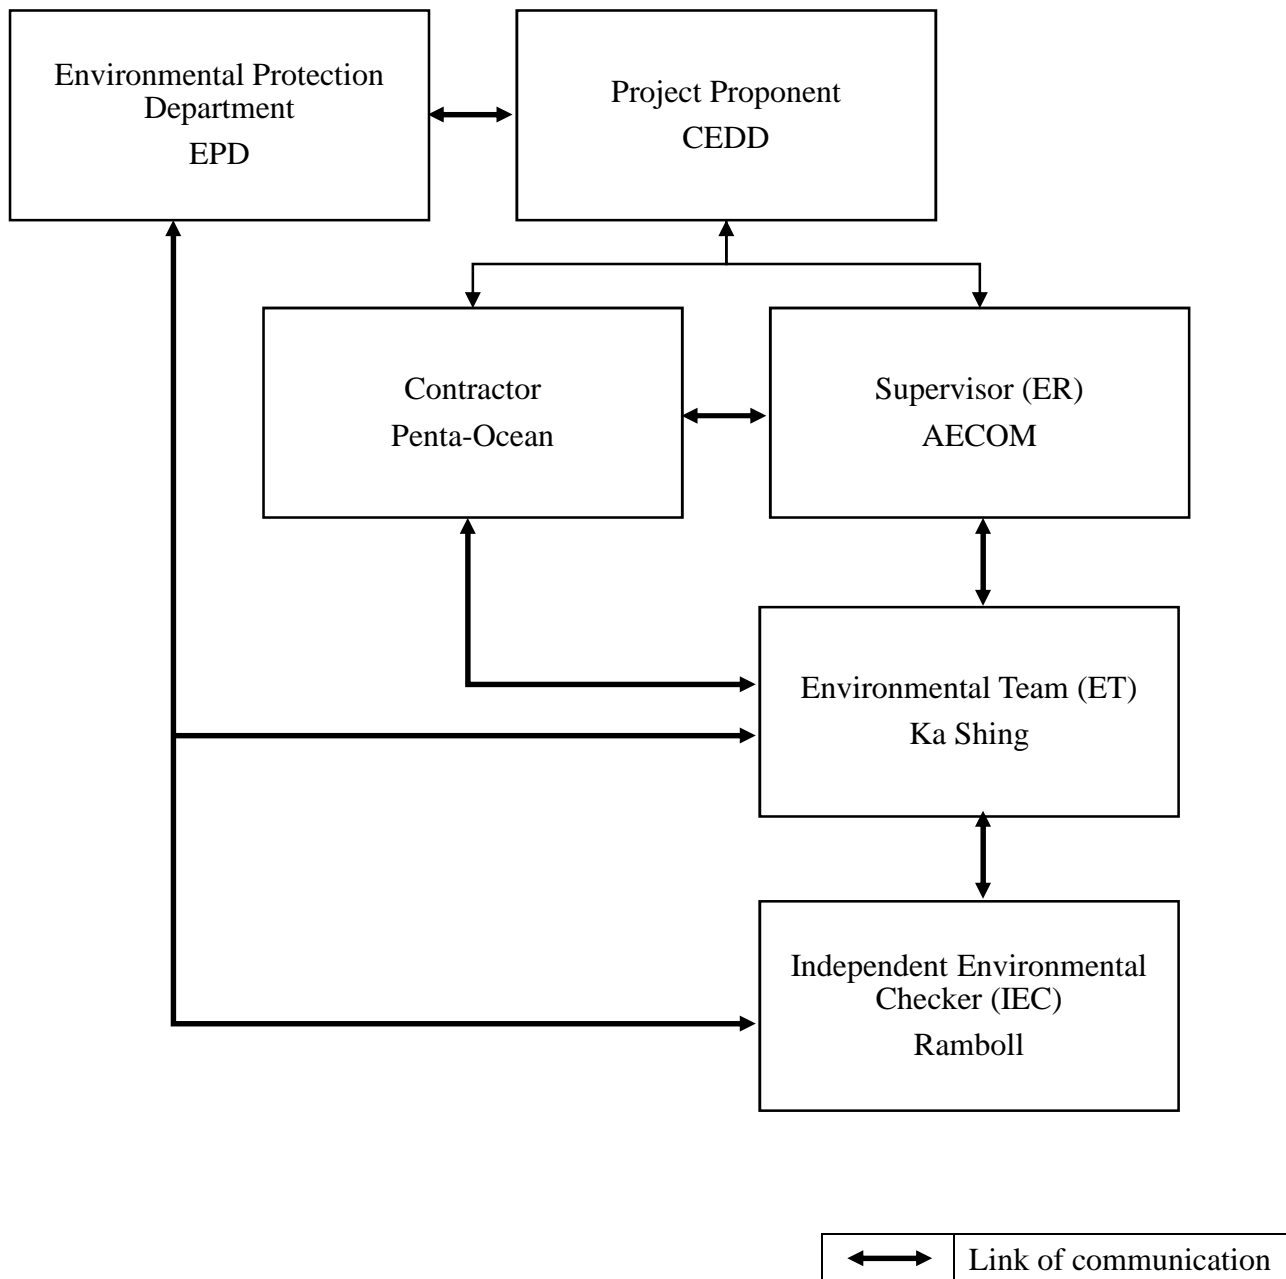 Environmental Protection
Department
EPD
Project Proponent
CEDD
Contractor
Penta-Ocean
Supervisor (ER)
AECOM
Environmental Team (ET)
Ka Shing
Independent Environmental
Checker (IEC)
Ramboll
Link of communication